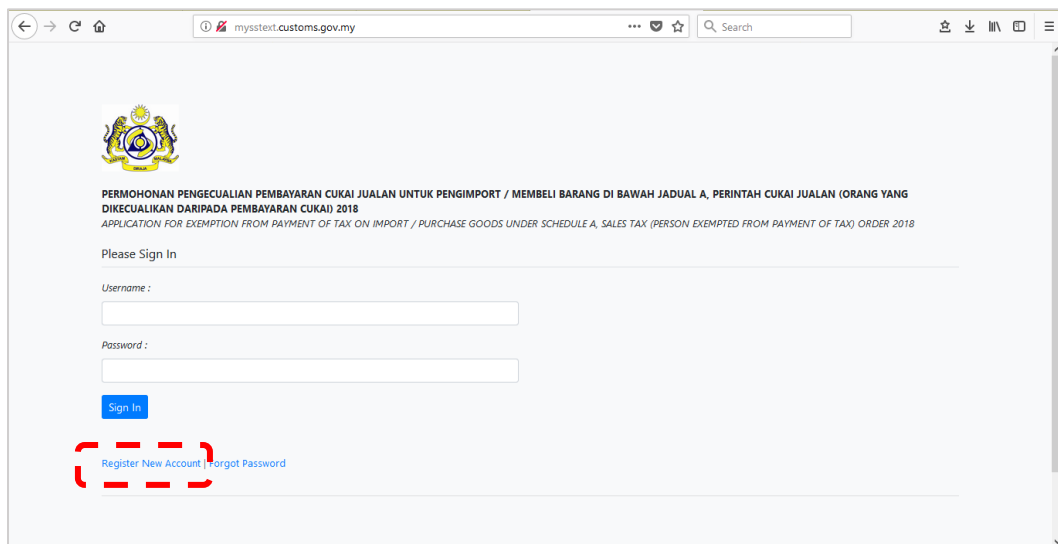 mysstext.customs.gov.my
Search
PERMOHONAN PENGECUALIAN PEMBAYARAN CUKAI JUALAN UNTUK PENGIMPORT / MEMBELI BARANG DI BAWAH JADUAL A, PERINTAH CUKAI JUALAN (ORANG YANG
DIKECUALIKAN DARIPADA PEMBAYARAN CUKAI) 2018
APPLICATION FOR EXEMPTION FROM PAYMENT OF TAX ON IMPORT / PURCHASE GOODS UNDER SCHEDULE A, SALES TAX (PERSON EXEMPTED FROM PAYMENT OF TAX) ORDER 2018
Please Sign In
Username :
Password :
Sign In
Register New Account | Forgot Password